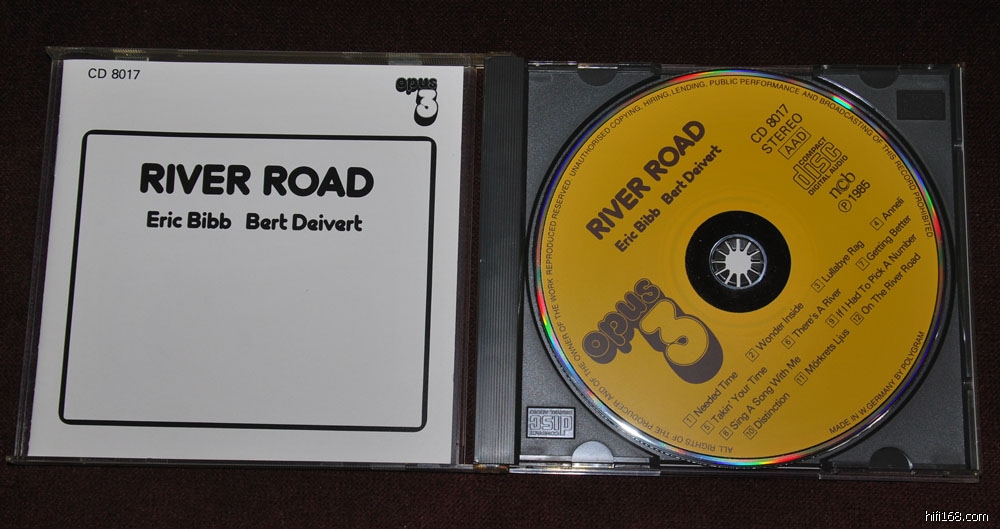 CD 8017
opus
3
RIVER ROAD
Eric Bibb Bert Deivert
ALL RIGHTS OF THE PRODUCER AND OF THE OWNER OF THE WORK REPRODUCED RESERVED. UNAUTHORISED COPYING, HIRING, LENDING, PUBLIC PERFORMANCE AND BROADCASTING OF THIS RECORD PROHIBITED
RIVER ROAD
Eric Bibb Bert Deivert
CD 8017
STEREO
AAD
COMPACT
disc
DIGITAL AUDIO
ncb
Ⓟ 1985
opus
3
1 Needed Time 2 Wonder Inside 3 Lullabye Rag 4 Anneli
5 Takin' Your Time 6 There's A River 7 Getting Better
8 Sing A Song With Me 9 If I Had To Pick A Number
10 Distinction 11 Mörkrets Ljus 12 On The River Road
MADE IN W.GERMANY BY POLYGRAM
COMPACT
disc
DIGITAL AUDIO
hifi168.com